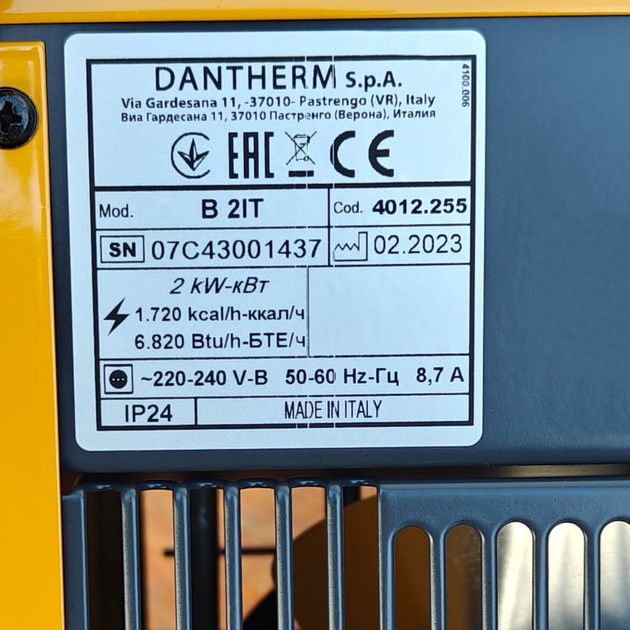 DANTHERM S.p.A.
Via Gardesana 11, -37010- Pastrengo (VR), Italy
Виа Гардесана 11, 37010 Пастренго (Верона), Италия
4100.006
EAC CE
Mod. B 2IT Cod. 4012.255
SN 07C43001437 02.2023
2 kW-кВт
1.720 kcal/h-ккал/ч
6.820 Btu/h-БТЕ/ч
~220-240 V-В 50-60 Hz-Гц 8,7 A
IP24 MADE IN ITALY